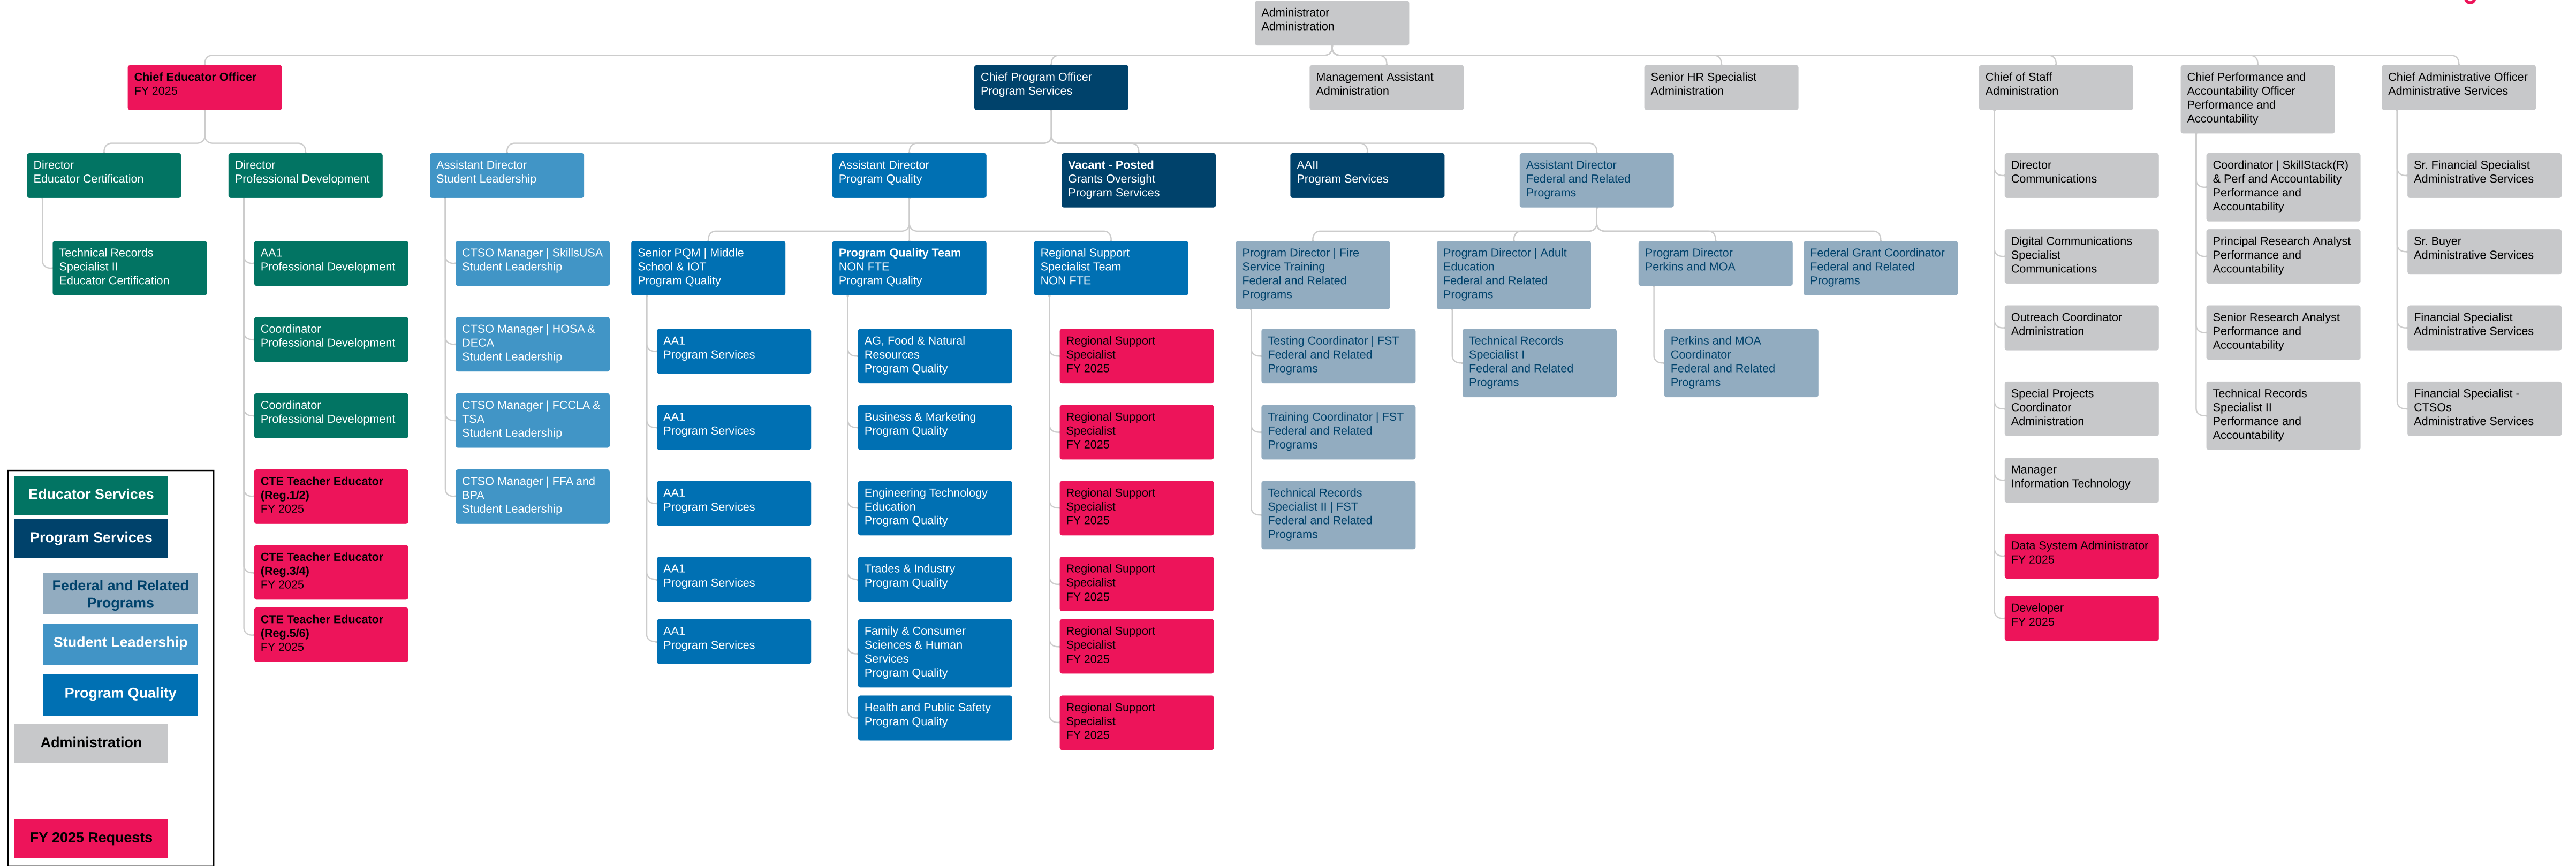 Administrator
Administration
Chief Educator Officer
FY 2025
Chief Program Officer
Program Services
Management Assistant
Administration
Senior HR Specialist
Administration
Chief of Staff
Administration
Chief Performance and
Accountability Officer
Performance and
Accountability
Chief Administrative Officer
Administrative Services
Director
Educator Certification
Director
Professional Development
Assistant Director
Student Leadership
Assistant Director
Program Quality
Vacant - Posted
Grants Oversight
Program Services
AAII
Program Services
Assistant Director
Federal and Related
Programs
Technical Records
Specialist II
Educator Certification
AA1
Professional Development
Coordinator
Professional Development
Coordinator
Professional Development
CTE Teacher Educator
(Reg.1/2)
FY 2025
CTE Teacher Educator
(Reg.3/4)
FY 2025
CTE Teacher Educator
(Reg.5/6)
FY 2025
CTSO Manager | SkillsUSA
Student Leadership
CTSO Manager | HOSA &
DECA
Student Leadership
CTSO Manager | FCCLA &
TSA
Student Leadership
CTSO Manager | FFA and
BPA
Student Leadership
Senior PQM | Middle
School & IOT
Program Quality
AA1
Program Services
AA1
Program Services
AA1
Program Services
AA1
Program Services
AA1
Program Services
Program Quality Team
NON FTE
Program Quality
AG, Food & Natural
Resources
Program Quality
Business & Marketing
Program Quality
Engineering Technology
Education
Program Quality
Trades & Industry
Program Quality
Family & Consumer
Sciences & Human
Services
Program Quality
Health and Public Safety
Program Quality
Regional Support
Specialist Team
NON FTE
Regional Support
Specialist
FY 2025
Regional Support
Specialist
FY 2025
Regional Support
Specialist
FY 2025
Regional Support
Specialist
FY 2025
Regional Support
Specialist
FY 2025
Regional Support
Specialist
FY 2025
Program Director | Fire
Service Training
Federal and Related
Programs
Testing Coordinator | FST
Federal and Related
Programs
Training Coordinator | FST
Federal and Related
Programs
Technical Records
Specialist II | FST
Federal and Related
Programs
Program Director | Adult
Education
Federal and Related
Programs
Technical Records
Specialist I
Federal and Related
Programs
Program Director
Perkins and MOA
Perkins and MOA
Coordinator
Federal and Related
Programs
Federal Grant Coordinator
Federal and Related
Programs
Director
Communications
Digital Communications
Specialist
Communications
Outreach Coordinator
Administration
Special Projects
Coordinator
Administration
Manager
Information Technology
Data System Administrator
FY 2025
Developer
FY 2025
Coordinator | SkillStack(R)
& Perf and Accountability
Performance and
Accountability
Principal Research Analyst
Performance and
Accountability
Senior Research Analyst
Performance and
Accountability
Technical Records
Specialist II
Performance and
Accountability
Sr. Financial Specialist
Administrative Services
Sr. Buyer
Administrative Services
Financial Specialist
Administrative Services
Financial Specialist -
CTSOs
Administrative Services
Educator Services
Program Services
Federal and Related
Programs
Student Leadership
Program Quality
Administration
FY 2025 Requests